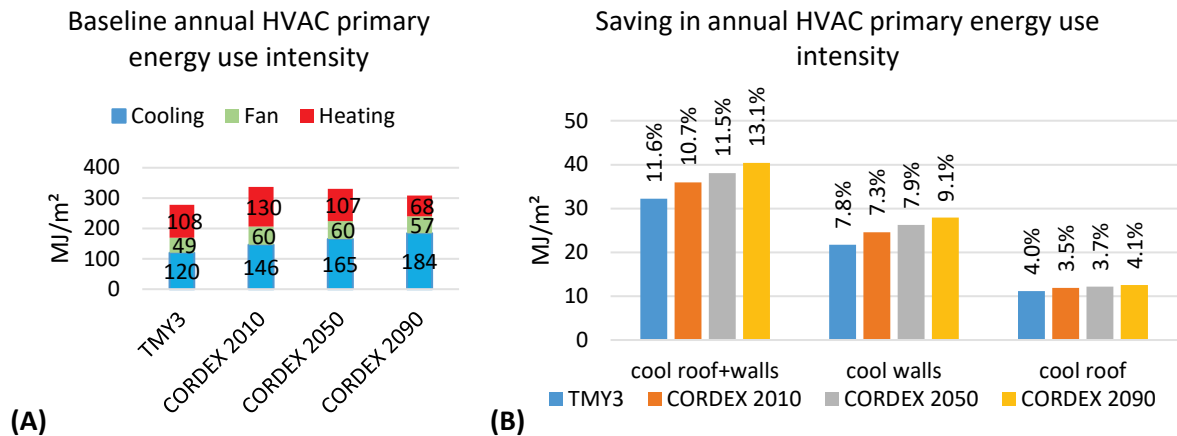 Baseline annual HVAC primary
energy use intensity
Cooling Fan Heating
MJ/m²
400
300
200
100
0
108 130 107 68
49 60 60 57
120 146 165 184
TMY3
CORDEX 2010
CORDEX 2050
CORDEX 2090
(A)
Saving in annual HVAC primary energy use
intensity
MJ/m²
50
40
30
20
10
0
11.6% 10.7% 11.5% 13.1%
7.8% 7.3% 7.9% 9.1%
4.0% 3.5% 3.7% 4.1%
cool roof+walls cool walls cool roof
TMY3 CORDEX 2010 CORDEX 2050 CORDEX 2090
(B)